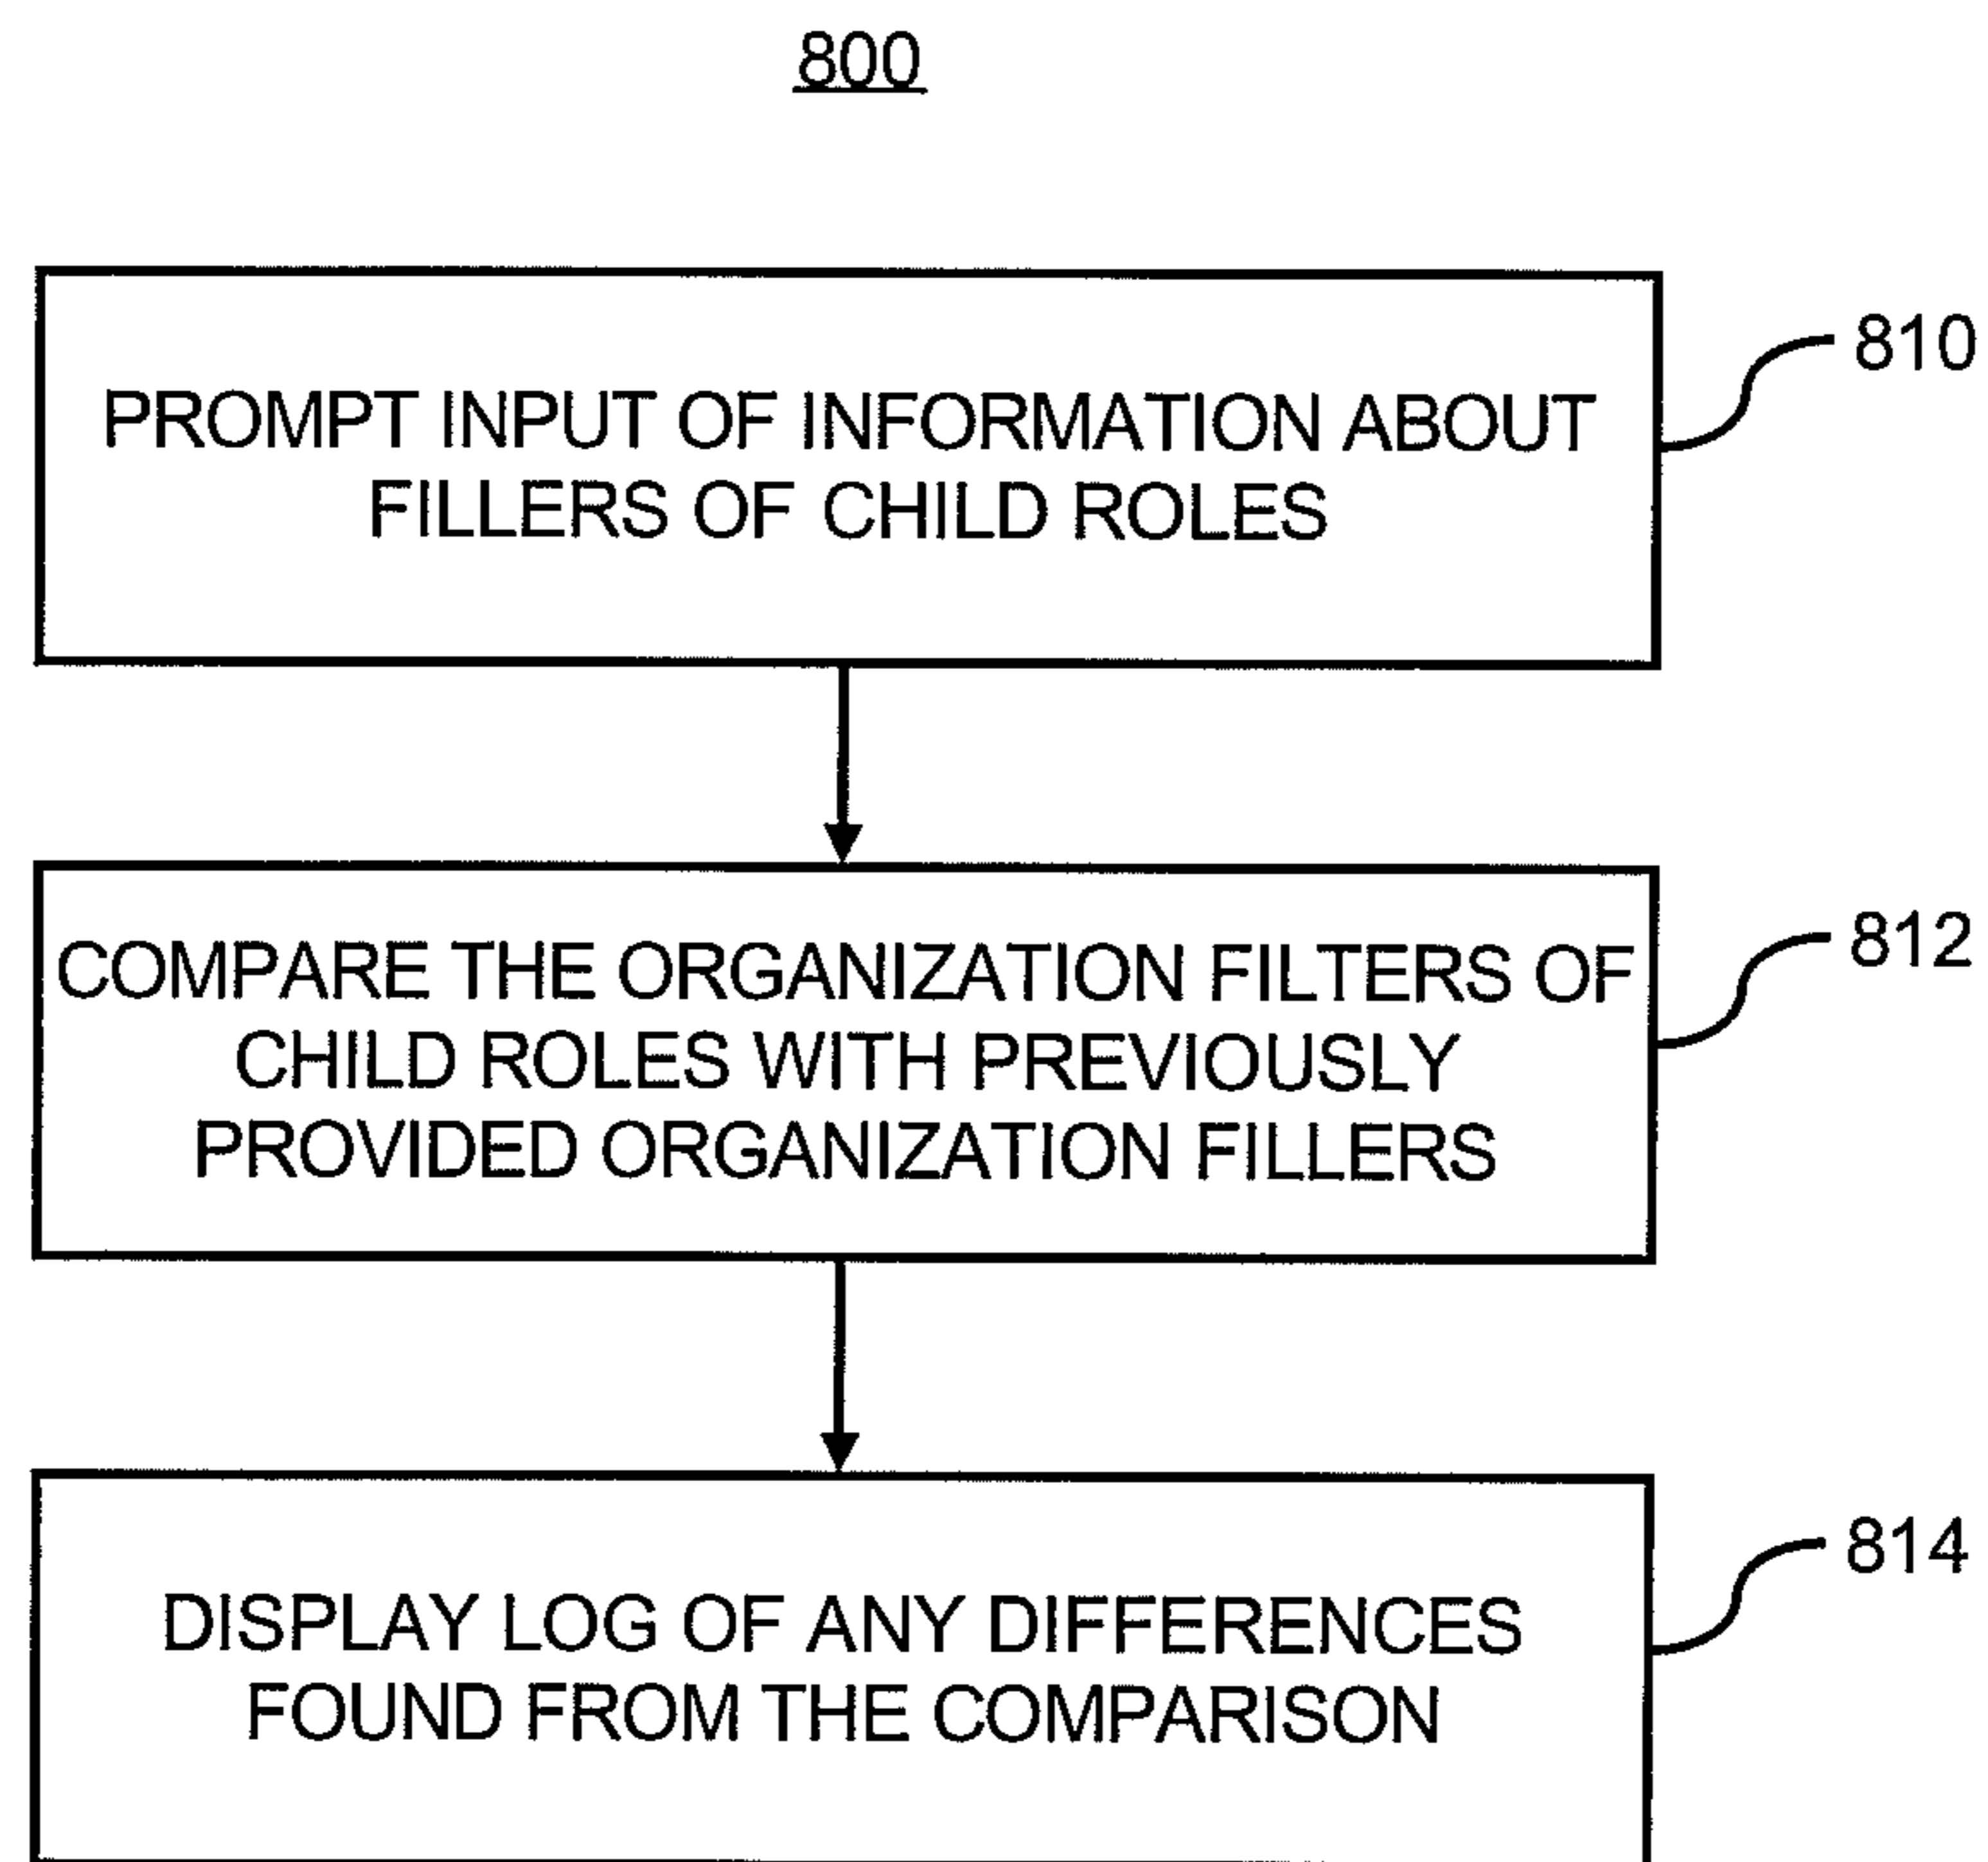 800
PROMPT INPUT OF INFORMATION ABOUT
FILLERS OF CHILD ROLES
810
COMPARE THE ORGANIZATION FILTERS OF
CHILD ROLES WITH PREVIOUSLY
PROVIDED ORGANIZATION FILLERS
812
DISPLAY LOG OF ANY DIFFERENCES
FOUND FROM THE COMPARISON
814